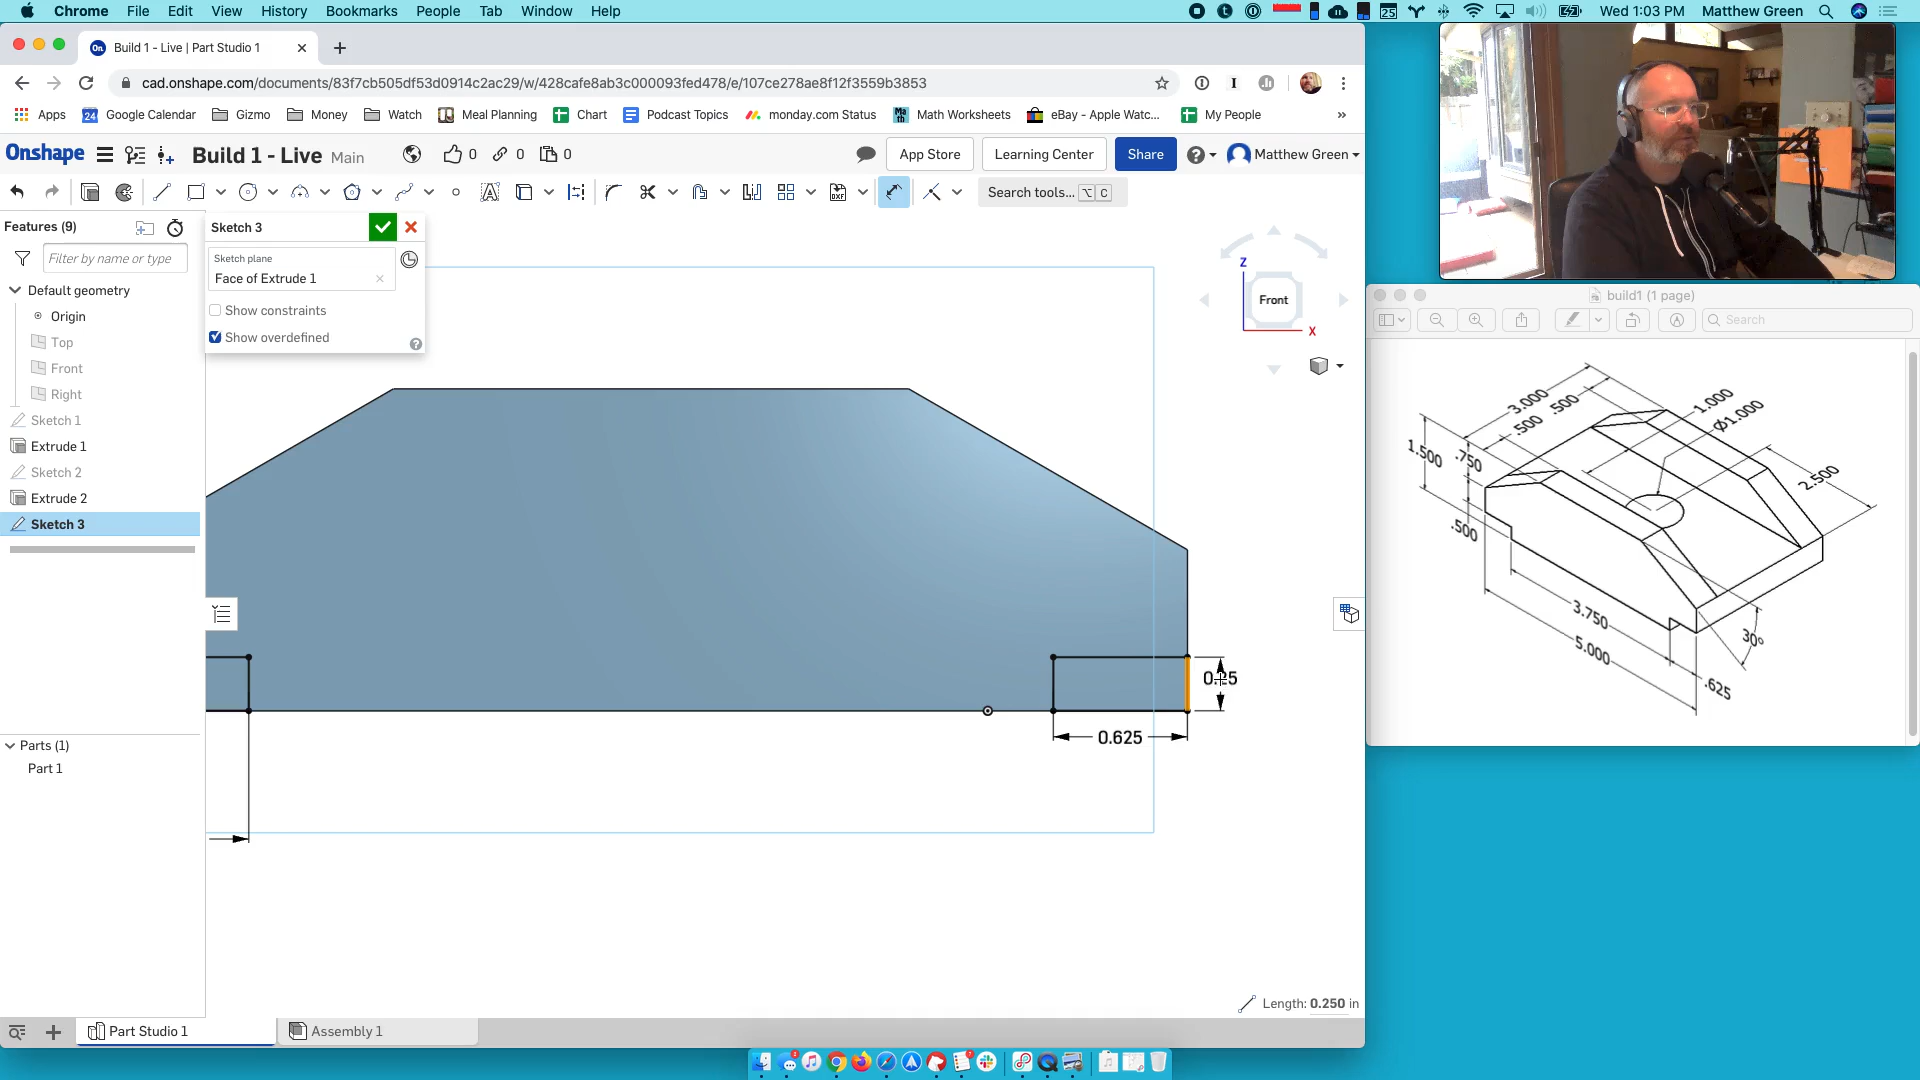 Chrome File Edit View History Bookmarks People Tab Window Help
25 Wed 1:03 PM Matthew Green
On Build 1 - Live | Part Studio 1
cad.onshape.com/documents/83f7cb505df53d0914c2ac29/w/428cafe8ab3c000093fed478/e/107ce278ae8f12f3559b3853
Apps 24 Google Calendar Gizmo Money Watch Meal Planning Chart Podcast Topics monday.com Status Math Worksheets eBay - Apple Watc... My People »
Onshape Build 1 - Live Main 0 0 0 App Store Learning Center Share Matthew Green
DXF Search tools... ⌥ C
Features (9)
Filter by name or type
Default geometry
Origin
Top
Front
Right
Sketch 1
Extrude 1
Sketch 2
Extrude 2
Sketch 3
Parts (1)
Part 1
Sketch 3
Sketch plane
Face of Extrude 1
Show constraints
Show overdefined
Z
Front
X
0.25
0.625
Length: 0.250 in
Part Studio 1 Assembly 1
build1 (1 page)
Search
3.000
.500
.500
1.000
Ø1.000
1.500
.750
.500
2.500
3.750
5.000
30°
.625